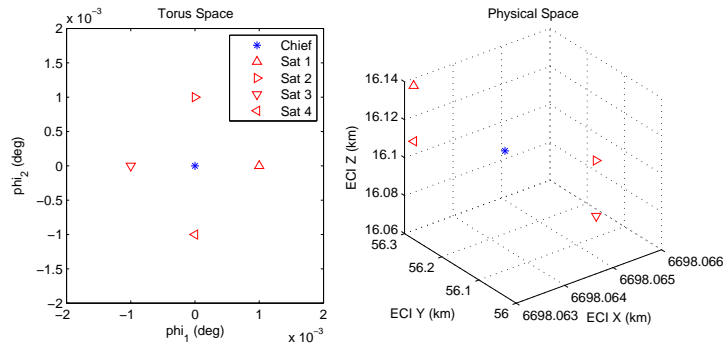 Torus Space
x 10⁻³
2
1.5
1
0.5
0
−0.5
−1
−1.5
−2
−2 −1 0 1 2
x 10⁻³
phi₁ (deg)
phi₂ (deg)
Chief
Sat 1
Sat 2
Sat 3
Sat 4
Physical Space
16.14
16.12
16.1
16.08
16.06
ECI Z (km)
56.3
56.2
56.1
56
ECI Y (km)
6698.063
6698.064
6698.065
6698.066
ECI X (km)